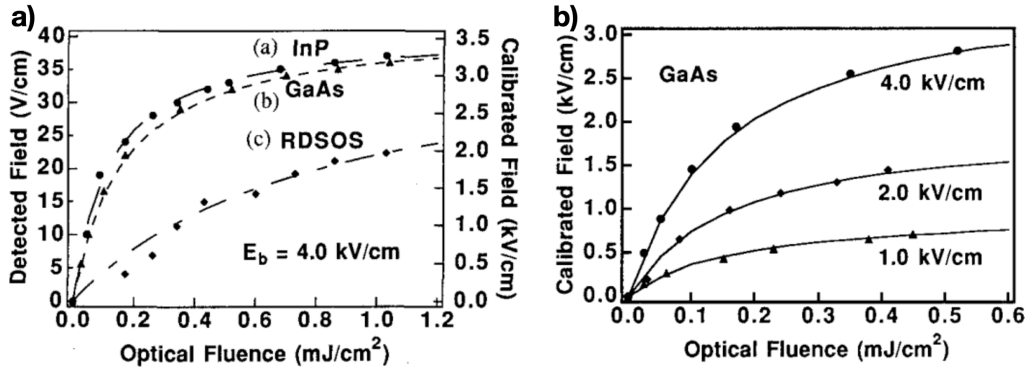 a)
Detected Field (V/cm)
40
35
30
25
20
15
10
5
0
(a) InP
GaAs
(b)
(c) RDSOS
E_b = 4.0 kV/cm
3.5
3.0
2.5
2.0
1.5
1.0
0.5
0.0
Calibrated Field (kV/cm)
0.0 0.2 0.4 0.6 0.8 1.0 1.2
Optical Fluence (mJ/cm²)
b)
Calibrated Field (kV/cm)
3.0
2.5
2.0
1.5
1.0
0.5
0.0
GaAs
4.0 kV/cm
2.0 kV/cm
1.0 kV/cm
0.0 0.1 0.2 0.3 0.4 0.5 0.6
Optical Fluence (mJ/cm²)